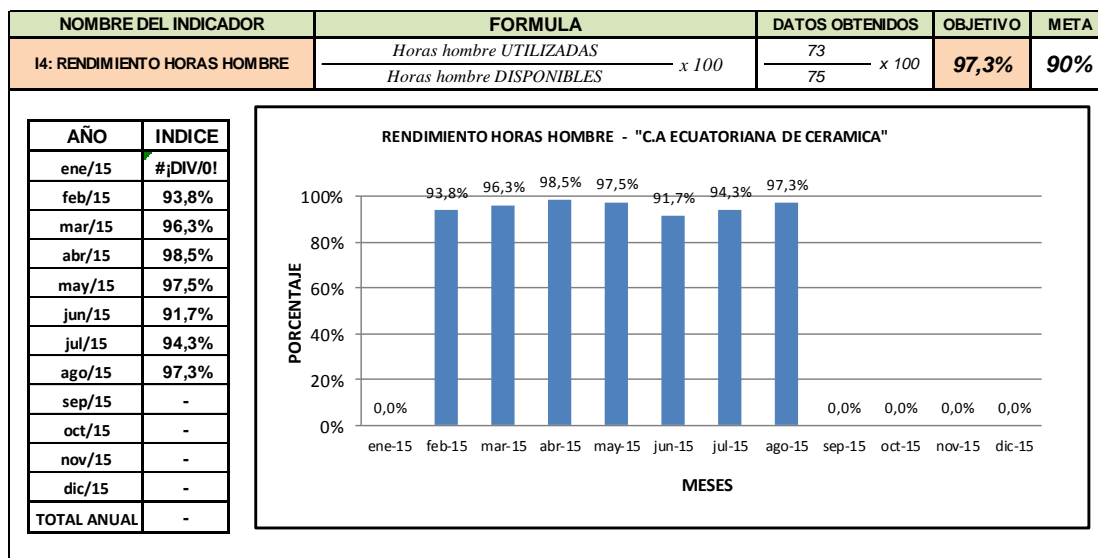 NOMBRE DEL INDICADOR FORMULA DATOS OBTENIDOS OBJETIVO META
I4: RENDIMIENTO HORAS HOMBRE Horas hombre UTILIZADAS x 100 73 x 100 97,3% 90%
Horas hombre DISPONIBLES 75
AÑO INDICE
ene/15 #¡DIV/0!
feb/15 93,8%
mar/15 96,3%
abr/15 98,5%
may/15 97,5%
jun/15 91,7%
jul/15 94,3%
ago/15 97,3%
sep/15 -
oct/15 -
nov/15 -
dic/15 -
TOTAL ANUAL -
RENDIMIENTO HORAS HOMBRE - "C.A ECUATORIANA DE CERAMICA"
PORCENTAJE
100%
80%
60%
40%
20%
0%
0,0% 93,8% 96,3% 98,5% 97,5% 91,7% 94,3% 97,3% 0,0% 0,0% 0,0% 0,0%
ene-15 feb-15 mar-15 abr-15 may-15 jun-15 jul-15 ago-15 sep-15 oct-15 nov-15 dic-15
MESES